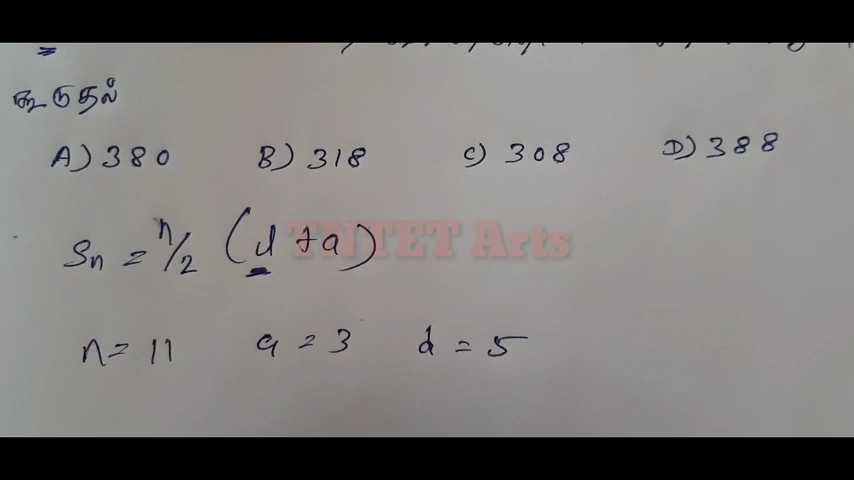 கூடுதல்
A) 380 B) 318 C) 308 D) 388
Sn = n/2 (l + a)
TNTET Arts
n = 11 a = 3 d = 5